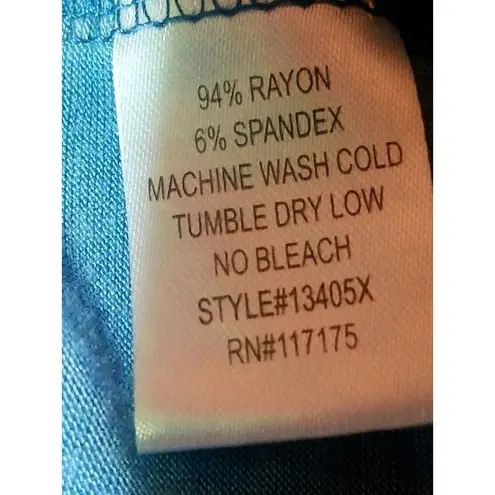 94% RAYON
6% SPANDEX
MACHINE WASH COLD
TUMBLE DRY LOW
NO BLEACH
STYLE#13405X
RN#117175